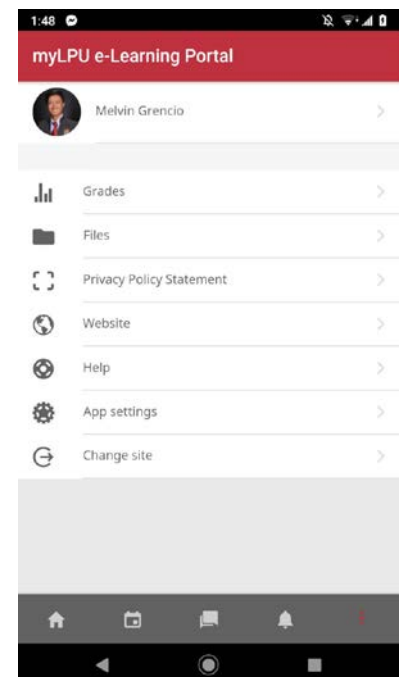 1:48
myLPU e-Learning Portal
Melvin Grencio
Grades
Files
Privacy Policy Statement
Website
Help
App settings
Change site